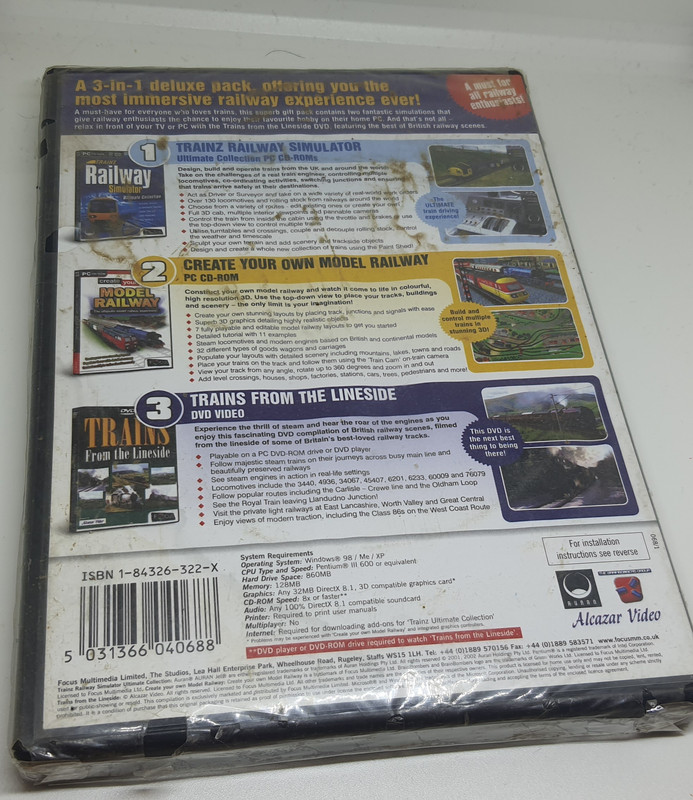 A 3-in-1 deluxe pack, offering you the
most immersive railway experience ever!
A must-have for everyone who loves trains, this superb gift pack contains two fantastic simulations that
give railway enthusiasts the chance to enjoy their favourite hobby on their home PC. And that's not all -
relax in front of your TV or PC with the Trains from the Lineside DVD, featuring the best of British railway scenes.
A must for
all railway
enthusiasts!
1
TRAINZ RAILWAY SIMULATOR
Ultimate Collection PC CD-ROMs
Design, build and operate trains from the UK and around the world.
Take on the challenges of a real train engineer, controlling multiple
locomotives, co-ordinating activities, switching junctions and ensuring
that trains arrive safely at their destinations.
Act as Driver or Surveyor and take on a wide variety of real-world work orders
Over 130 locomotives and rolling stock from railways around the world
Choose from a variety of routes - edit existing ones or create your own
Full 3D cab, multiple interior viewpoints and pannable cameras
Control the train from inside the cabin using the throttle and brakes or use
the top-down view to control multiple trains
Utilise turntables and crossings, couple and decouple rolling stock, control
the weather and timescale
Sculpt your own terrain and add scenery and trackside objects
Design and create a whole new collection of trains using the Paint Shed!
Railway
Simulator
The
ULTIMATE
train driving
experience!
2
CREATE YOUR OWN MODEL RAILWAY
PC CD-ROM
Construct your own model railway and watch it come to life in colourful,
high resolution 3D. Use the top-down view to place your tracks, buildings
and scenery – the only limit is your imagination!
Create your own stunning layouts by placing track, junctions and signals with ease
Superb 3D graphics detailing highly realistic objects
7 fully playable and editable model railway layouts to get you started
Detailed tutorial with 11 examples
Steam locomotives and modern engines based on British and continental models
32 different types of goods wagons and carriages
Populate your layouts with detailed scenery including mountains, lakes, towns and roads
Place your trains on the track and follow them using the 'Train Cam' on-train camera
View your track from any angle, rotate up to 360 degrees and zoom in and out
Add level crossings, houses, shops, factories, stations, cars, trees, pedestrians and more!
MODEL
RAILWAY
Build and
control multiple
trains in
stunning 3D!
3
TRAINS FROM THE LINESIDE
DVD VIDEO
Experience the thrill of steam and hear the roar of the engines as you
enjoy this fascinating DVD compilation of British railway scenes, filmed
from the lineside of some of Britain's best-loved railway tracks.
Playable on a PC DVD-ROM drive or DVD player
Follow majestic steam trains on their journeys across busy main line and
beautifully preserved railways
See steam engines in action in real-life settings
Locomotives include the 3440, 4936, 34067, 45407, 6201, 6233, 60009 and 76079
Follow popular routes including the Carlisle - Crewe line and the Oldham Loop
See the Royal Train leaving Llandudno Junction!
Visit the private light railways at East Lancashire, Worth Valley and Great Central
Enjoy views of modern traction, including the Class 86s on the West Coast Route
TRAINS
From the Lineside
This DVD is
the next best
thing to being
there!
ISBN 1-84326-322-X
5 031366 040688
System Requirements
Operating System: Windows® 98 / Me / XP
CPU Type and Speed: Pentium® III 600 or equivalent
Hard Drive Space: 860MB
Memory: 128MB
Graphics: Any 32MB DirectX 8.1, 3D compatible graphics card*
CD-ROM Speed: 8x or faster**
Audio: Any 100% DirectX 8.1 compatible soundcard
Printer: Required to print user manuals
Multiplayer: No
Internet: Required for downloading add-ons for 'Trainz Ultimate Collection'
* Problems may be experienced with 'Create your own Model Railway' and integrated graphics controllers.
**DVD player or DVD-ROM drive required to watch 'Trains from the Lineside'.
For installation
instructions see reverse
AURAN
Alcazar Video
Focus Multimedia Limited, The Studios, Lea Hall Enterprise Park, Wheelhouse Road, Rugeley, Staffs WS15 1LH. Tel: +44 (0)1889 570156 Fax: +44 (0)1889 583571 www.focusmm.co.uk